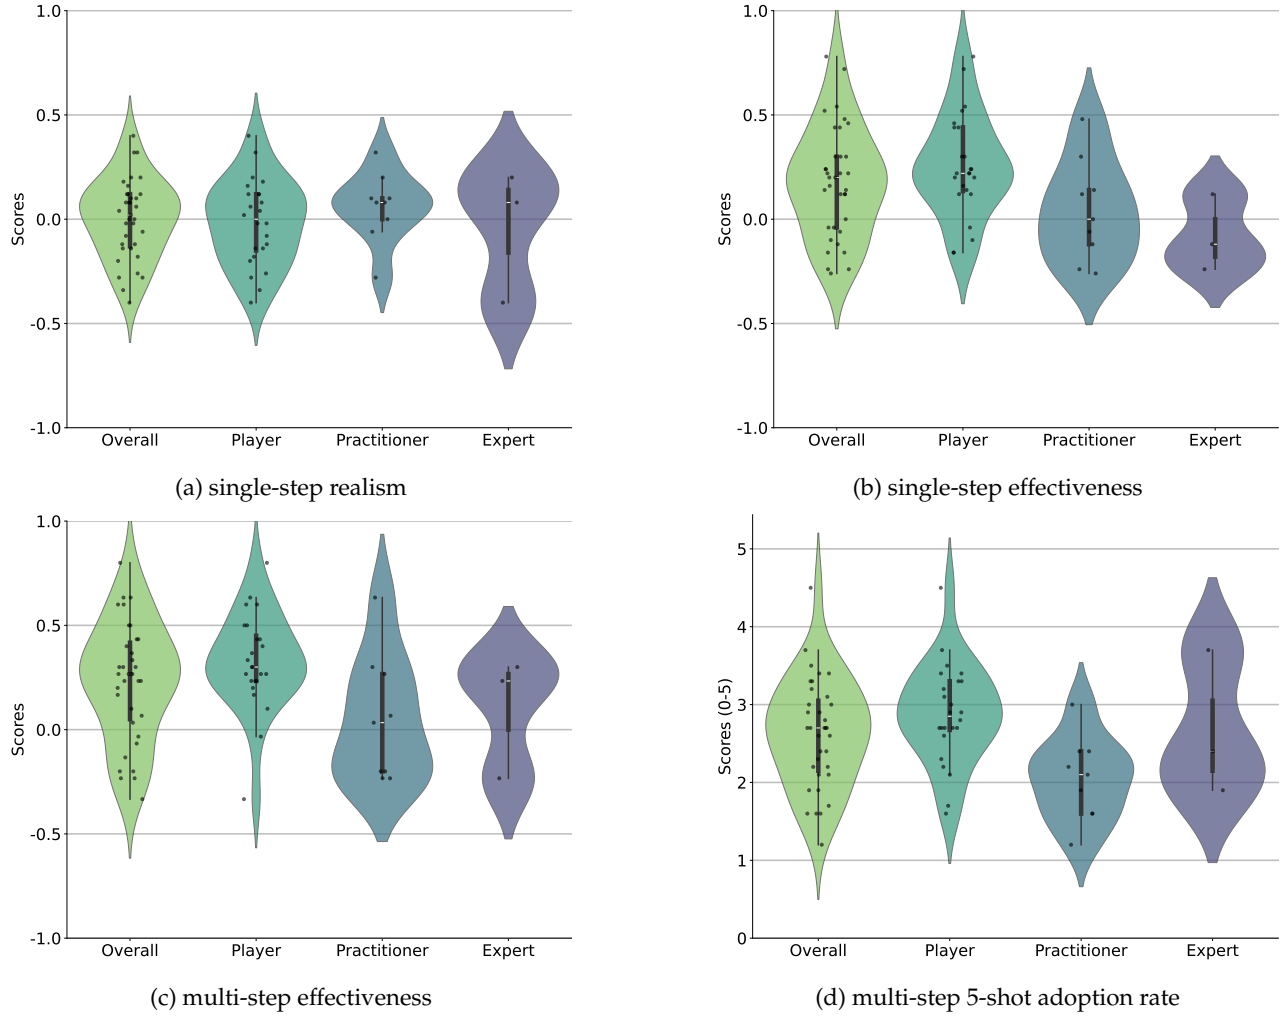 1.0
0.5
0.0
-0.5
-1.0
Scores
Overall Player Practitioner Expert
(a) single-step realism
1.0
0.5
0.0
-0.5
-1.0
Scores
Overall Player Practitioner Expert
(b) single-step effectiveness
1.0
0.5
0.0
-0.5
-1.0
Scores
Overall Player Practitioner Expert
(c) multi-step effectiveness
5
4
3
2
1
0
Scores (0-5)
Overall Player Practitioner Expert
(d) multi-step 5-shot adoption rate